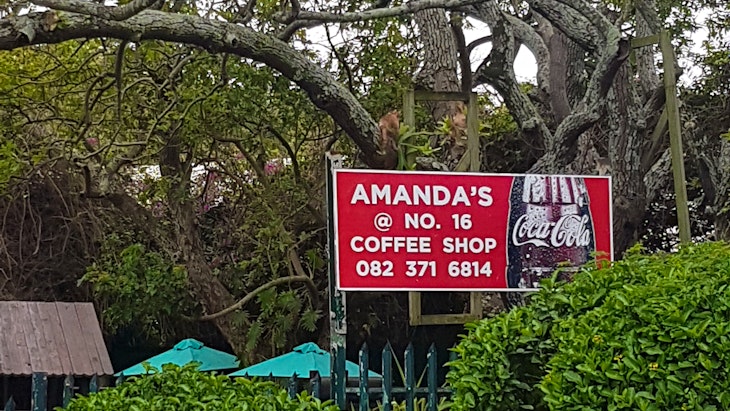 AMANDA'S
@ NO. 16
COFFEE SHOP
082 371 6814
Coca-Cola